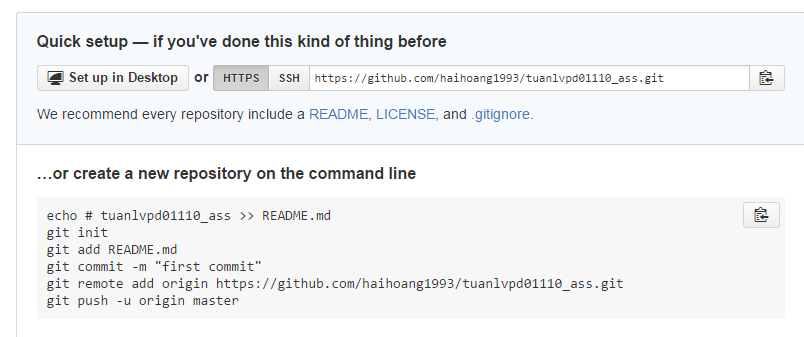 Quick setup — if you've done this kind of thing before
Set up in Desktop or HTTPS SSH https://github.com/haihoang1993/tuanlvpd01110_ass.git
We recommend every repository include a README, LICENSE, and .gitignore.
…or create a new repository on the command line
echo # tuanlvpd01110_ass >> README.md
git init
git add README.md
git commit -m "first commit"
git remote add origin https://github.com/haihoang1993/tuanlvpd01110_ass.git
git push -u origin master